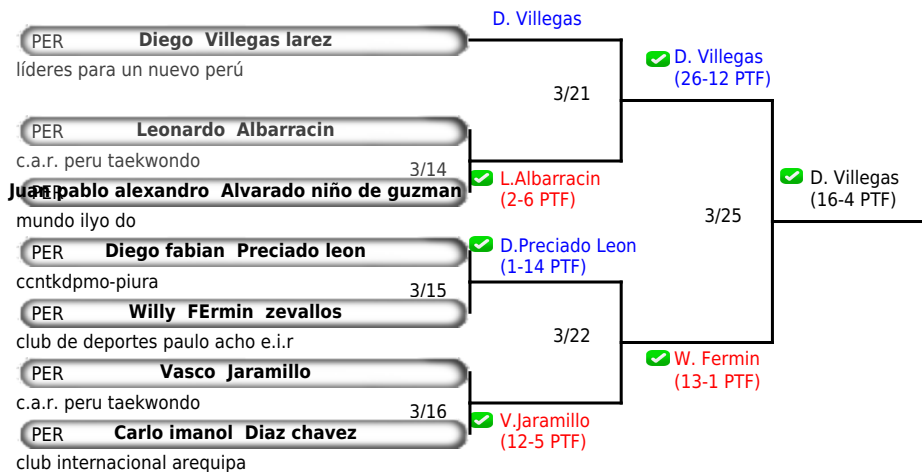 D. Villegas
PER Diego Villegas larez
líderes para un nuevo perú
D. Villegas
(26-12 PTF)
3/21
PER Leonardo Albarracin
c.a.r. peru taekwondo
3/14
L.Albarracin
(2-6 PTF)
PER Juan pablo alexandro Alvarado niño de guzman
mundo ilyo do
D. Villegas
(16-4 PTF)
3/25
PER Diego fabian Preciado leon
D.Preciado Leon
(1-14 PTF)
ccntkdpmo-piura
3/15
PER Willy FErmin zevallos
club de deportes paulo acho e.i.r
3/22
W. Fermin
(13-1 PTF)
PER Vasco Jaramillo
c.a.r. peru taekwondo
3/16
V.Jaramillo
(12-5 PTF)
PER Carlo imanol Diaz chavez
club internacional arequipa